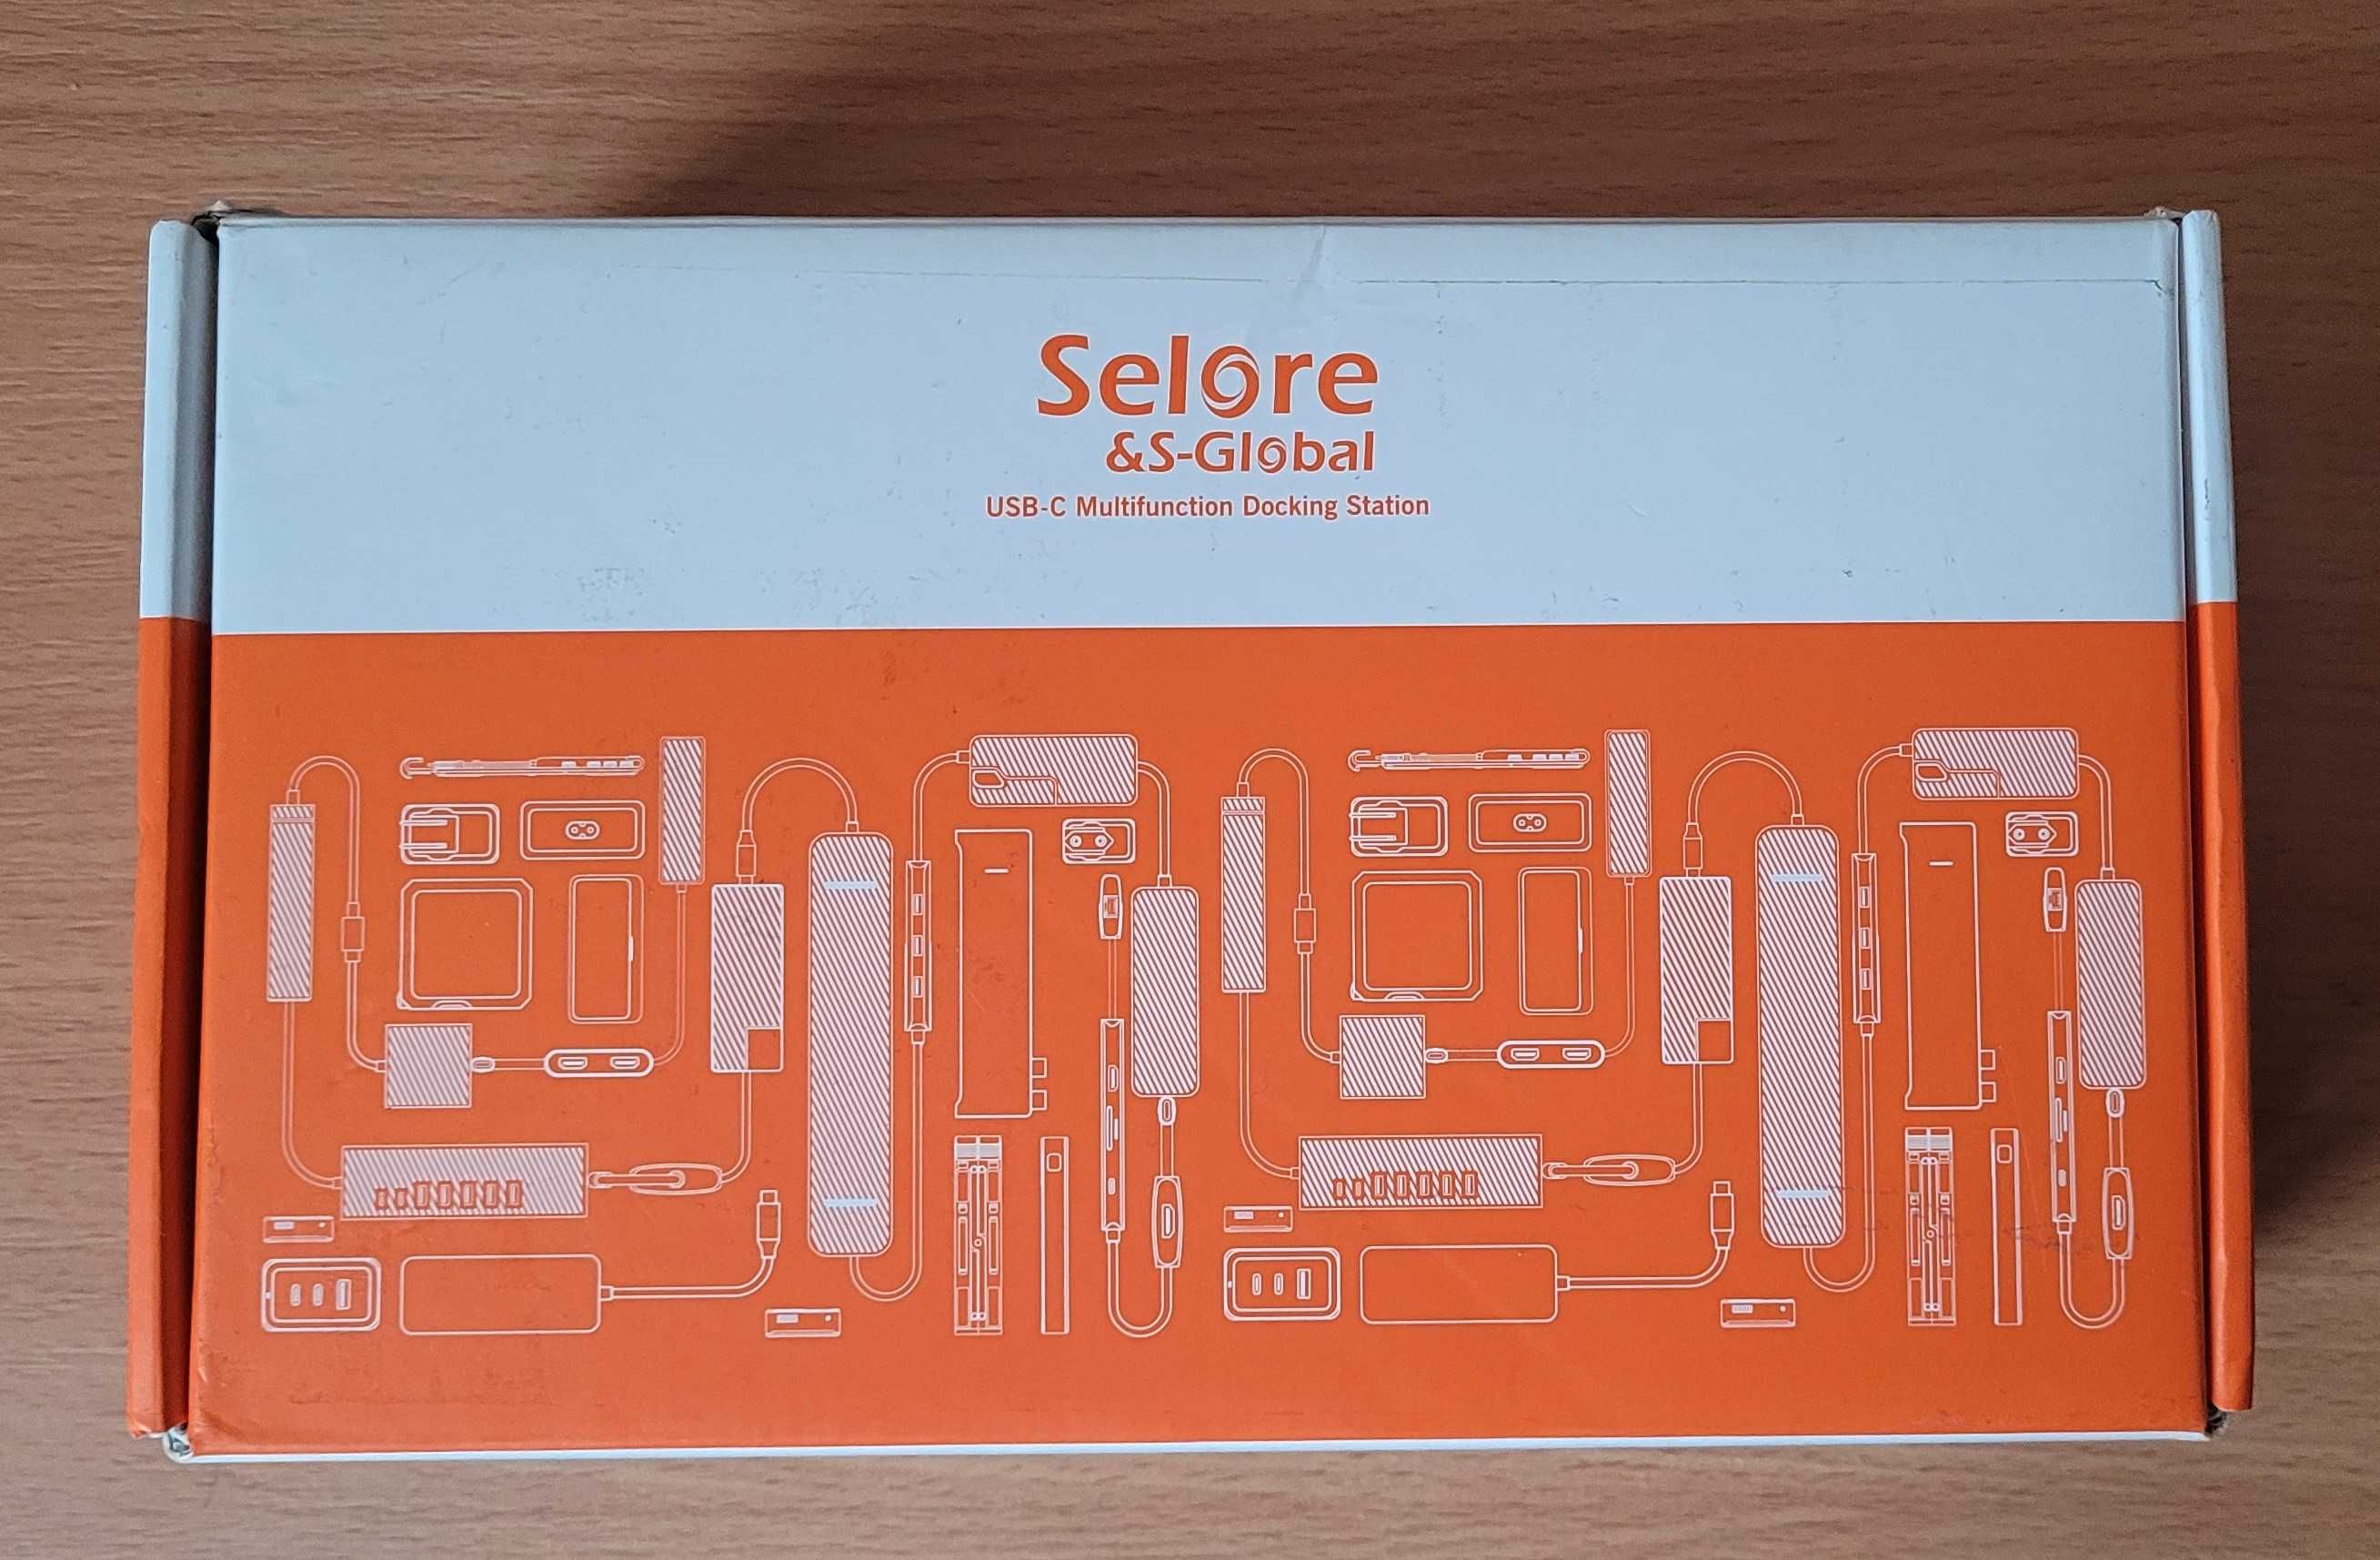 Selore
&S-Global
USB-C Multifunction Docking Station